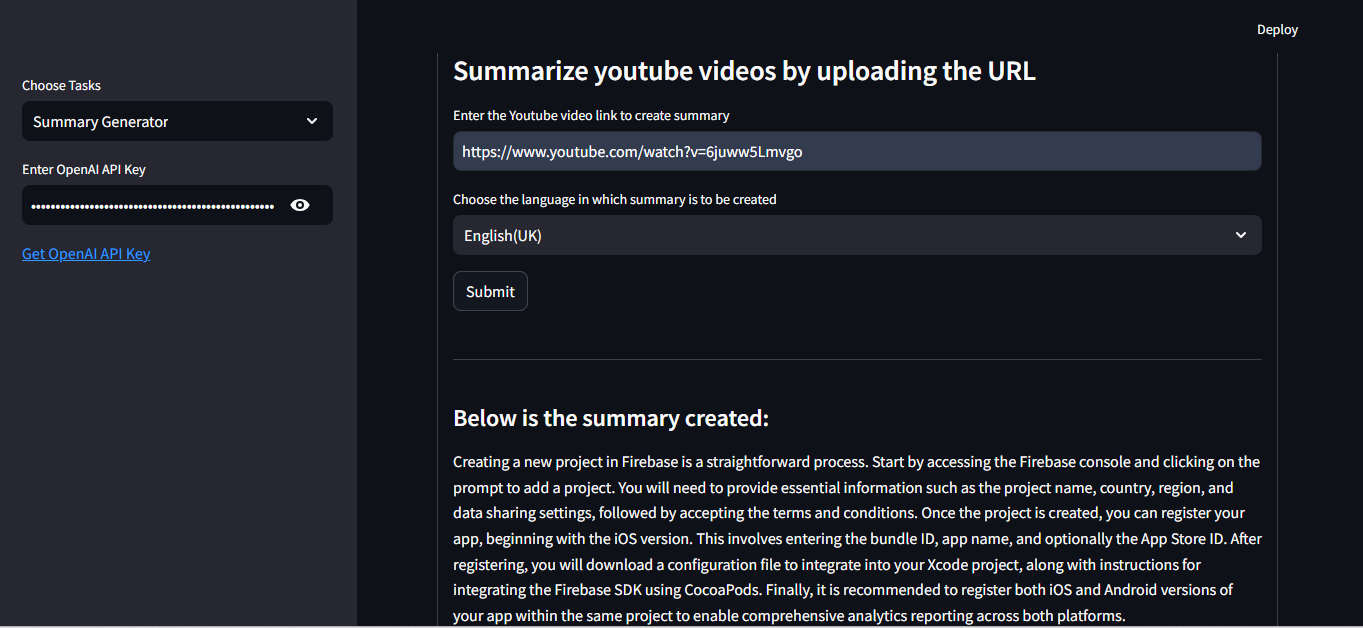 Deploy
Choose Tasks
Summary Generator
Enter OpenAI API Key
Get OpenAI API Key
Summarize youtube videos by uploading the URL
Enter the Youtube video link to create summary
https://www.youtube.com/watch?v=6juww5Lmvgo
Choose the language in which summary is to be created
English(UK)
Submit
Below is the summary created:
Creating a new project in Firebase is a straightforward process. Start by accessing the Firebase console and clicking on the
prompt to add a project. You will need to provide essential information such as the project name, country, region, and
data sharing settings, followed by accepting the terms and conditions. Once the project is created, you can register your
app, beginning with the iOS version. This involves entering the bundle ID, app name, and optionally the App Store ID. After
registering, you will download a configuration file to integrate into your Xcode project, along with instructions for
integrating the Firebase SDK using CocoaPods. Finally, it is recommended to register both iOS and Android versions of
your app within the same project to enable comprehensive analytics reporting across both platforms.